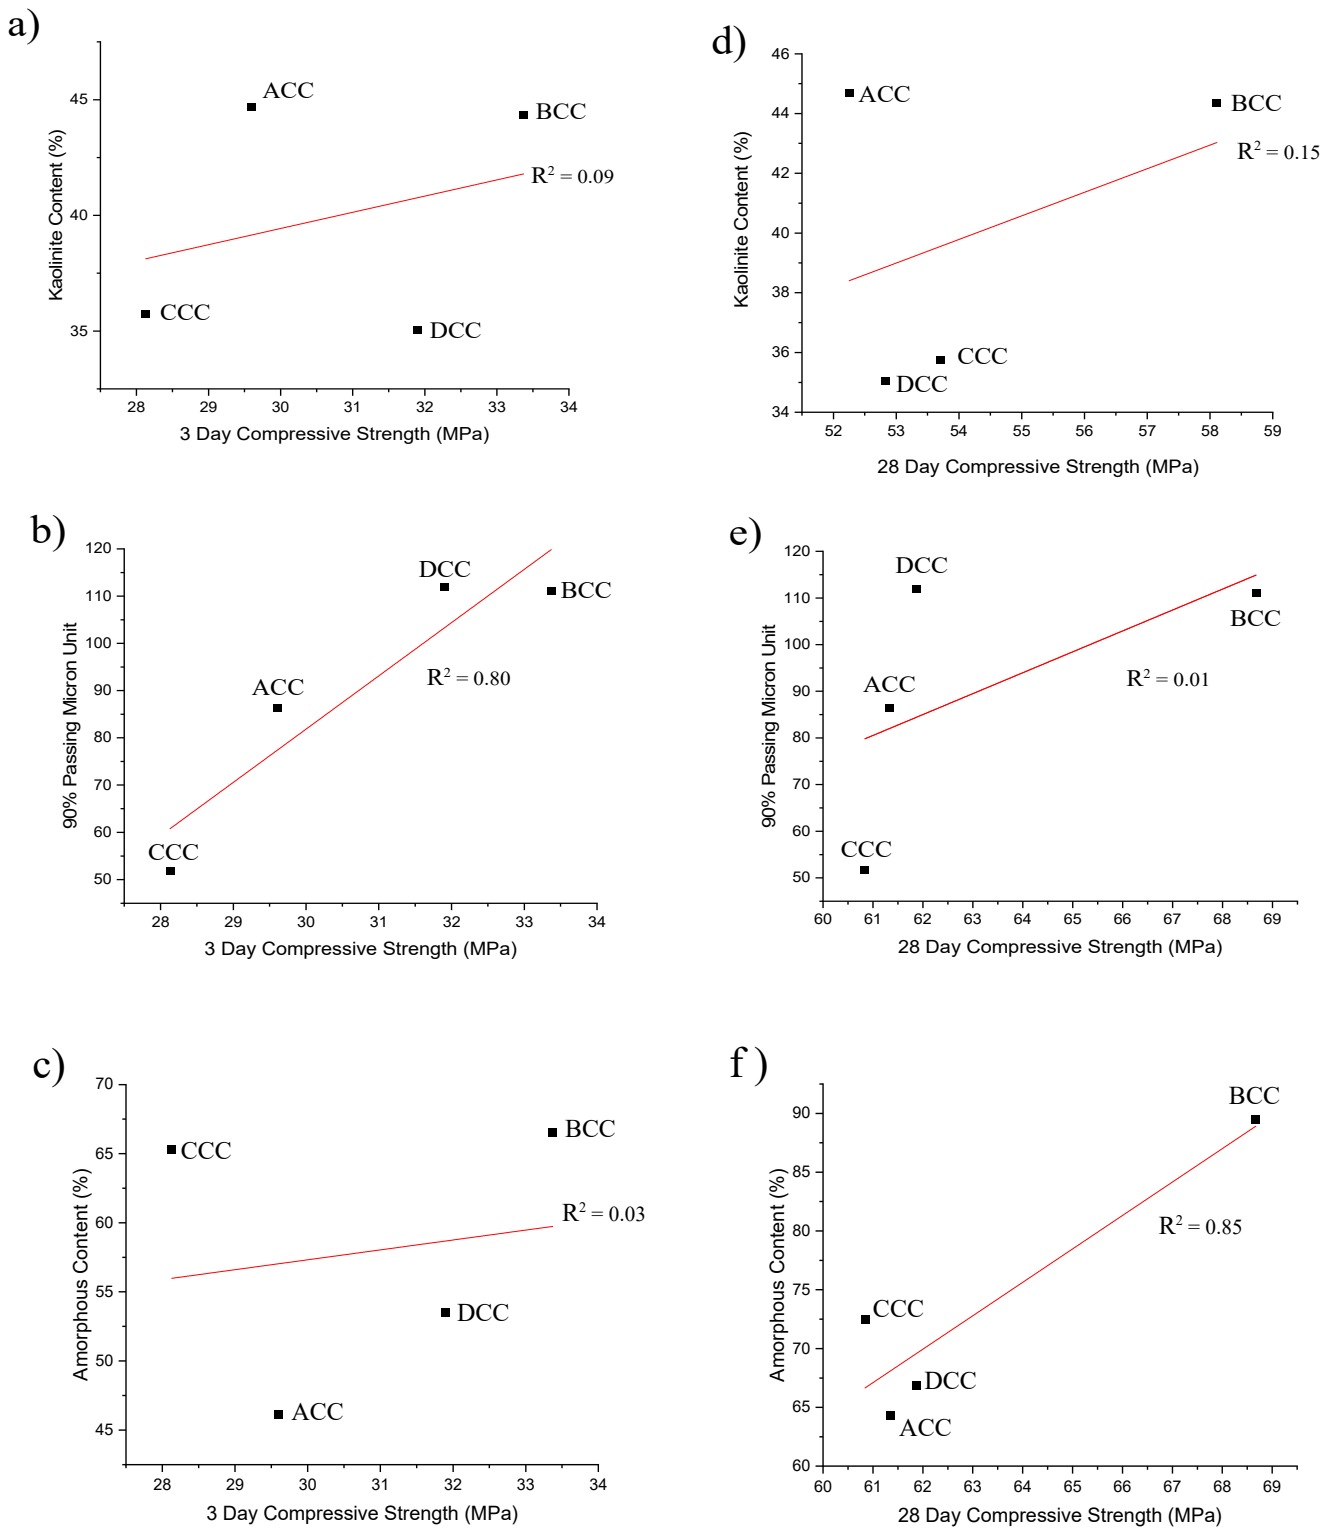 a)
45
40
35
Kaolinite Content (%)
ACC
BCC
R² = 0.09
CCC
DCC
28 29 30 31 32 33 34
3 Day Compressive Strength (MPa)
d)
46
44
42
40
38
36
34
Kaolinite Content (%)
ACC
BCC
R² = 0.15
CCC
DCC
52 53 54 55 56 57 58 59
28 Day Compressive Strength (MPa)
b)
120
110
100
90
80
70
60
50
90% Passing Micron Unit
DCC
BCC
ACC
R² = 0.80
CCC
28 29 30 31 32 33 34
3 Day Compressive Strength (MPa)
e)
120
110
100
90
80
70
60
50
90% Passing Micron Unit
DCC
BCC
ACC
R² = 0.01
CCC
60 61 62 63 64 65 66 67 68 69
28 Day Compressive Strength (MPa)
c)
70
65
60
55
50
45
Amorphous Content (%)
CCC
BCC
R² = 0.03
DCC
ACC
28 29 30 31 32 33 34
3 Day Compressive Strength (MPa)
f )
90
85
80
75
70
65
60
Amorphous Content (%)
BCC
R² = 0.85
CCC
DCC
ACC
60 61 62 63 64 65 66 67 68 69
28 Day Compressive Strength (MPa)